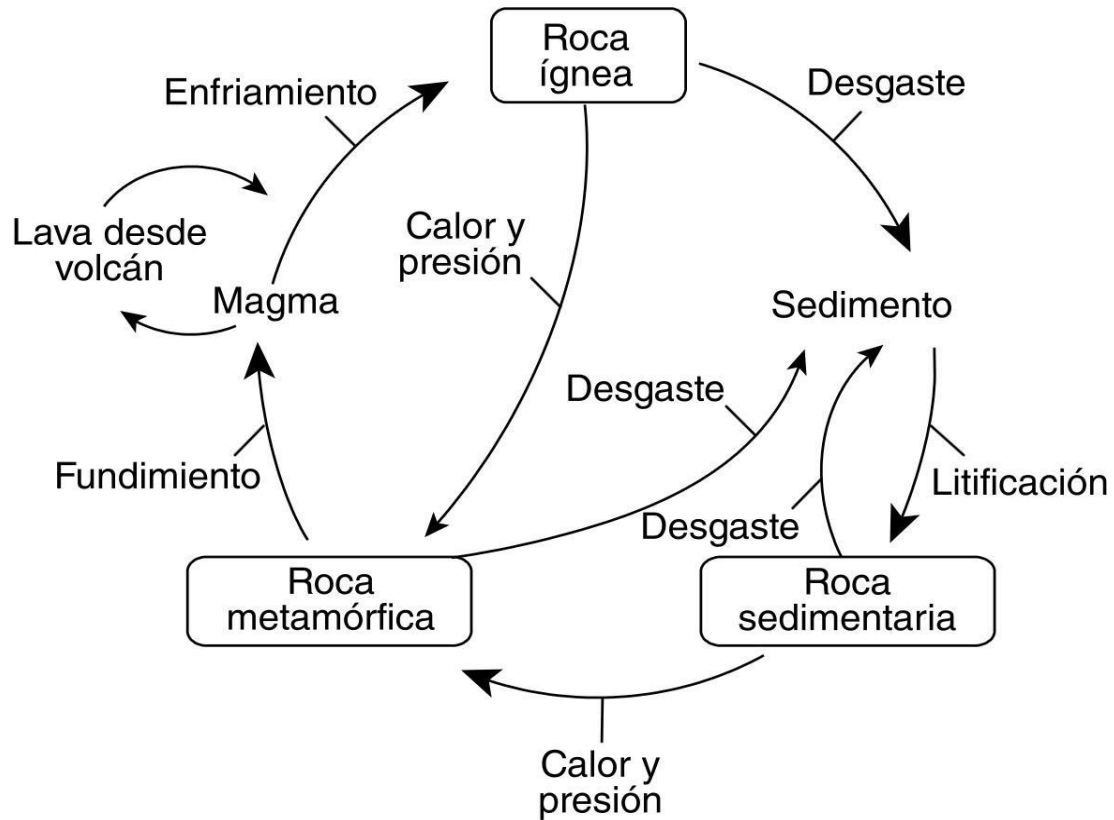 Roca
ígnea
Enfriamiento
Desgaste
Lava desde
volcán
Calor y
presión
Magma
Sedimento
Desgaste
Fundimiento
Litificación
Desgaste
Roca
metamórfica
Roca
sedimentaria
Calor y
presión